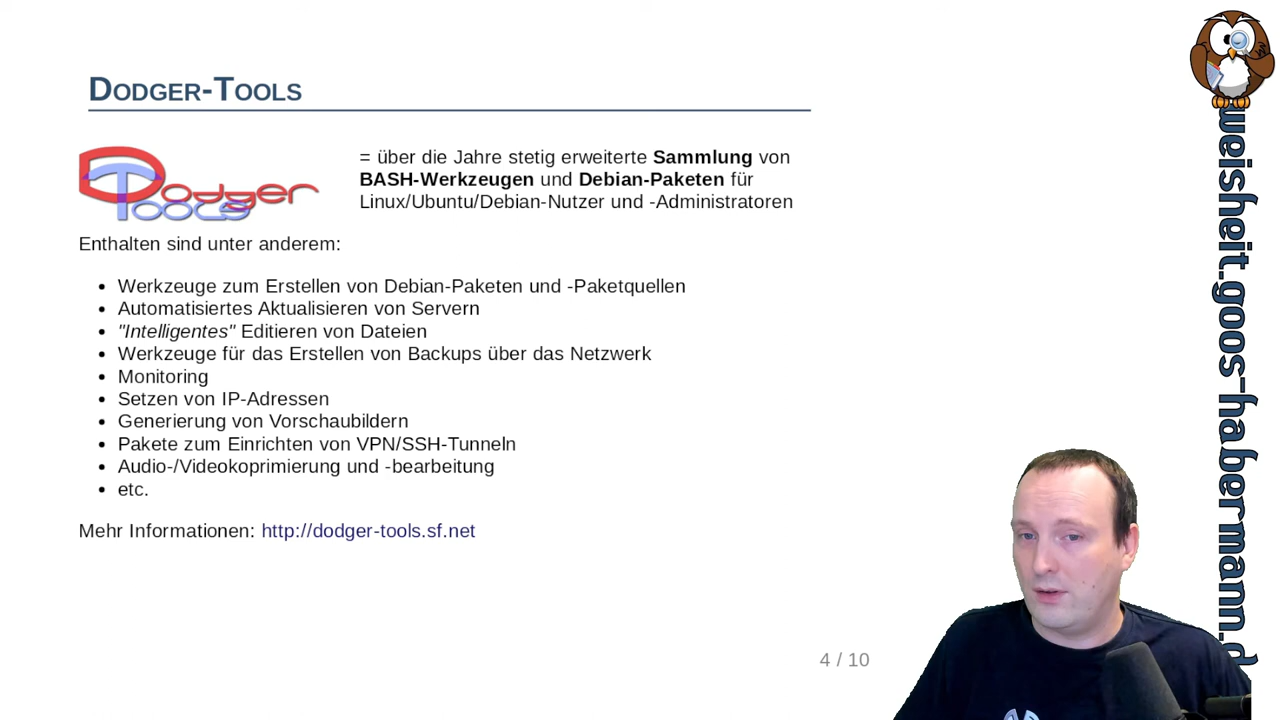 Dodger-Tools
Dodger
Tools
= über die Jahre stetig erweiterte Sammlung von
BASH-Werkzeugen und Debian-Paketen für
Linux/Ubuntu/Debian-Nutzer und -Administratoren
Enthalten sind unter anderem:
• Werkzeuge zum Erstellen von Debian-Paketen und -Paketquellen
• Automatisiertes Aktualisieren von Servern
• "Intelligentes" Editieren von Dateien
• Werkzeuge für das Erstellen von Backups über das Netzwerk
• Monitoring
• Setzen von IP-Adressen
• Generierung von Vorschaubildern
• Pakete zum Einrichten von VPN/SSH-Tunneln
• Audio-/Videokoprimierung und -bearbeitung
• etc.
Mehr Informationen: http://dodger-tools.sf.net
4 / 10
weisheit.goos-habermann.d